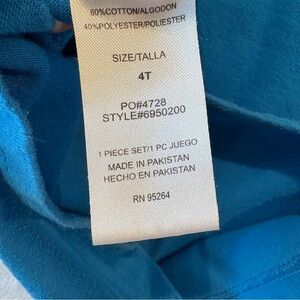 60%COTTON/ALGODON
40%POLYESTER/POLIESTER
SIZE/TALLA
4T
PO#4728
STYLE#6950200
1 PIECE SET/1 PC JUEGO
MADE IN PAKISTAN
HECHO EN PAKISTAN
RN 95264